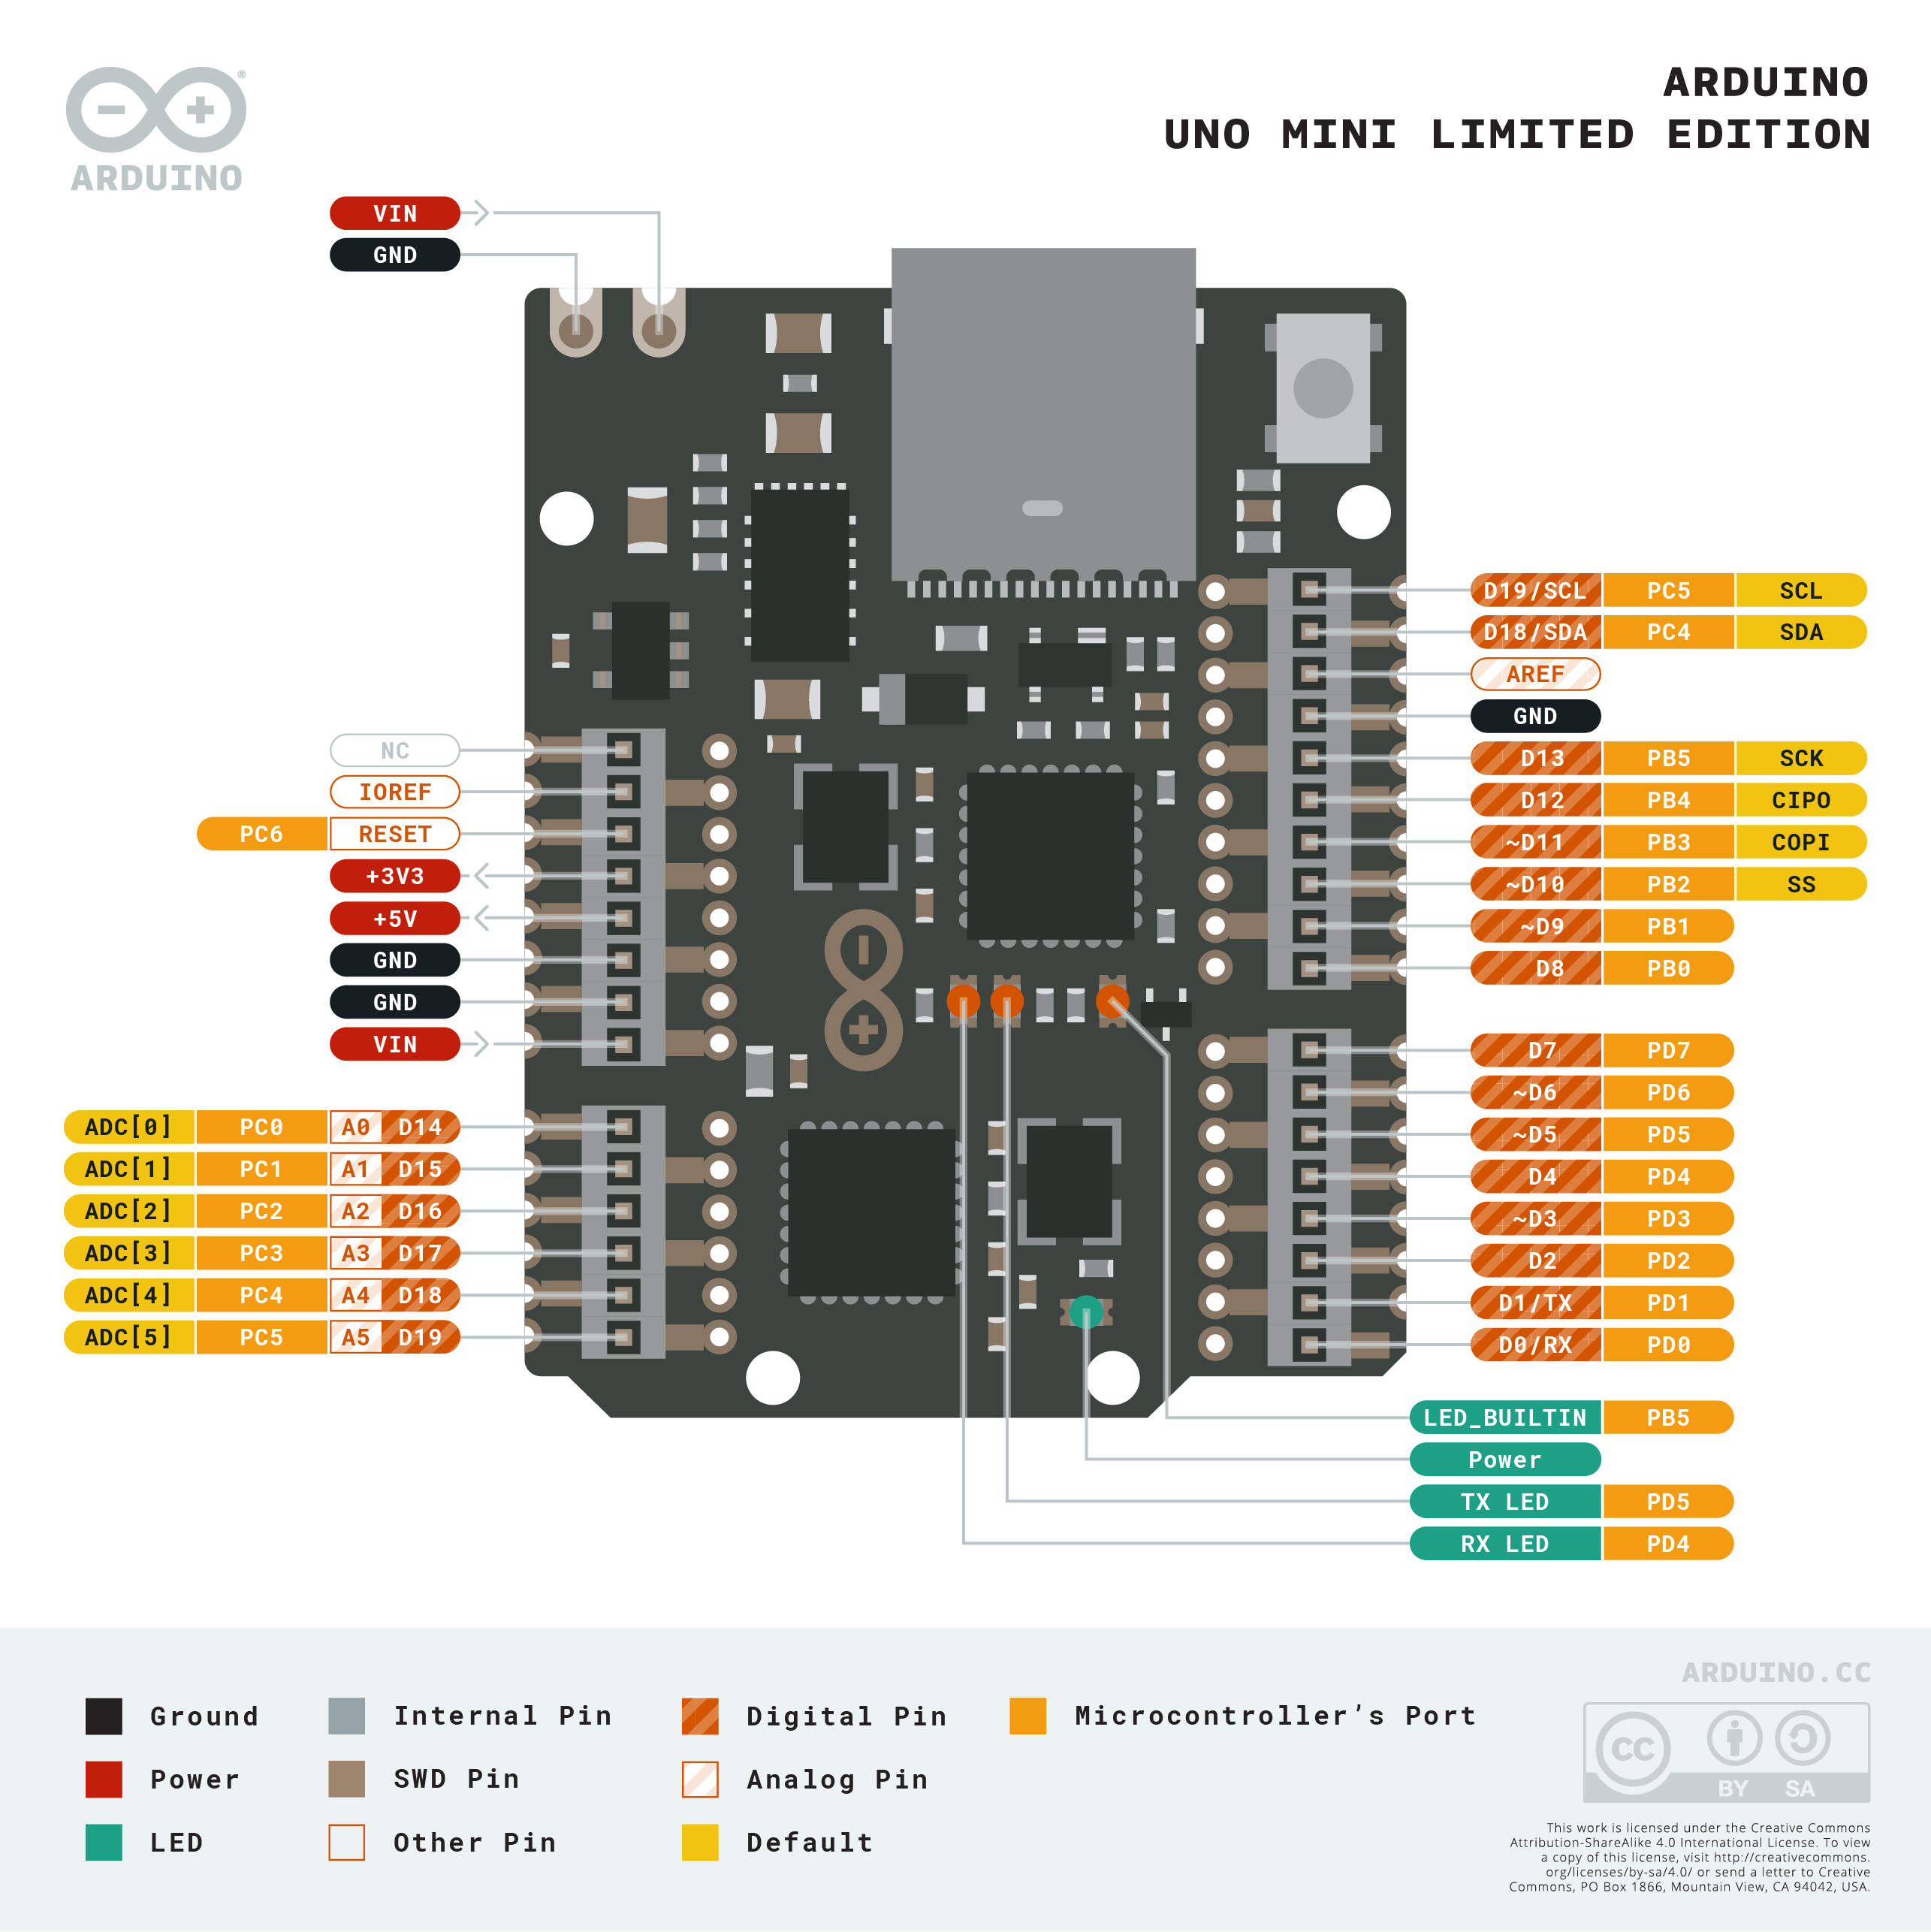 ARDUINO
ARDUINO
UNO MINI LIMITED EDITION
VIN
GND
NC
IOREF
PC6 RESET
+3V3
+5V
GND
GND
VIN
ADC[0] PC0 A0 D14
ADC[1] PC1 A1 D15
ADC[2] PC2 A2 D16
ADC[3] PC3 A3 D17
ADC[4] PC4 A4 D18
ADC[5] PC5 A5 D19
D19/SCL PC5 SCL
D18/SDA PC4 SDA
AREF
GND
D13 PB5 SCK
D12 PB4 CIPO
~D11 PB3 COPI
~D10 PB2 SS
~D9 PB1
D8 PB0
D7 PD7
~D6 PD6
~D5 PD5
D4 PD4
~D3 PD3
D2 PD2
D1/TX PD1
D0/RX PD0
LED_BUILTIN PB5
Power
TX LED PD5
RX LED PD4
Ground
Power
LED
Internal Pin
SWD Pin
Other Pin
Digital Pin
Analog Pin
Default
Microcontroller’s Port
ARDUINO.CC
CC
BY SA
This work is licensed under the Creative Commons
Attribution-ShareAlike 4.0 International License. To view
a copy of this license, visit http://creativecommons.
org/licenses/by-sa/4.0/ or send a letter to Creative
Commons, PO Box 1866, Mountain View, CA 94042, USA.